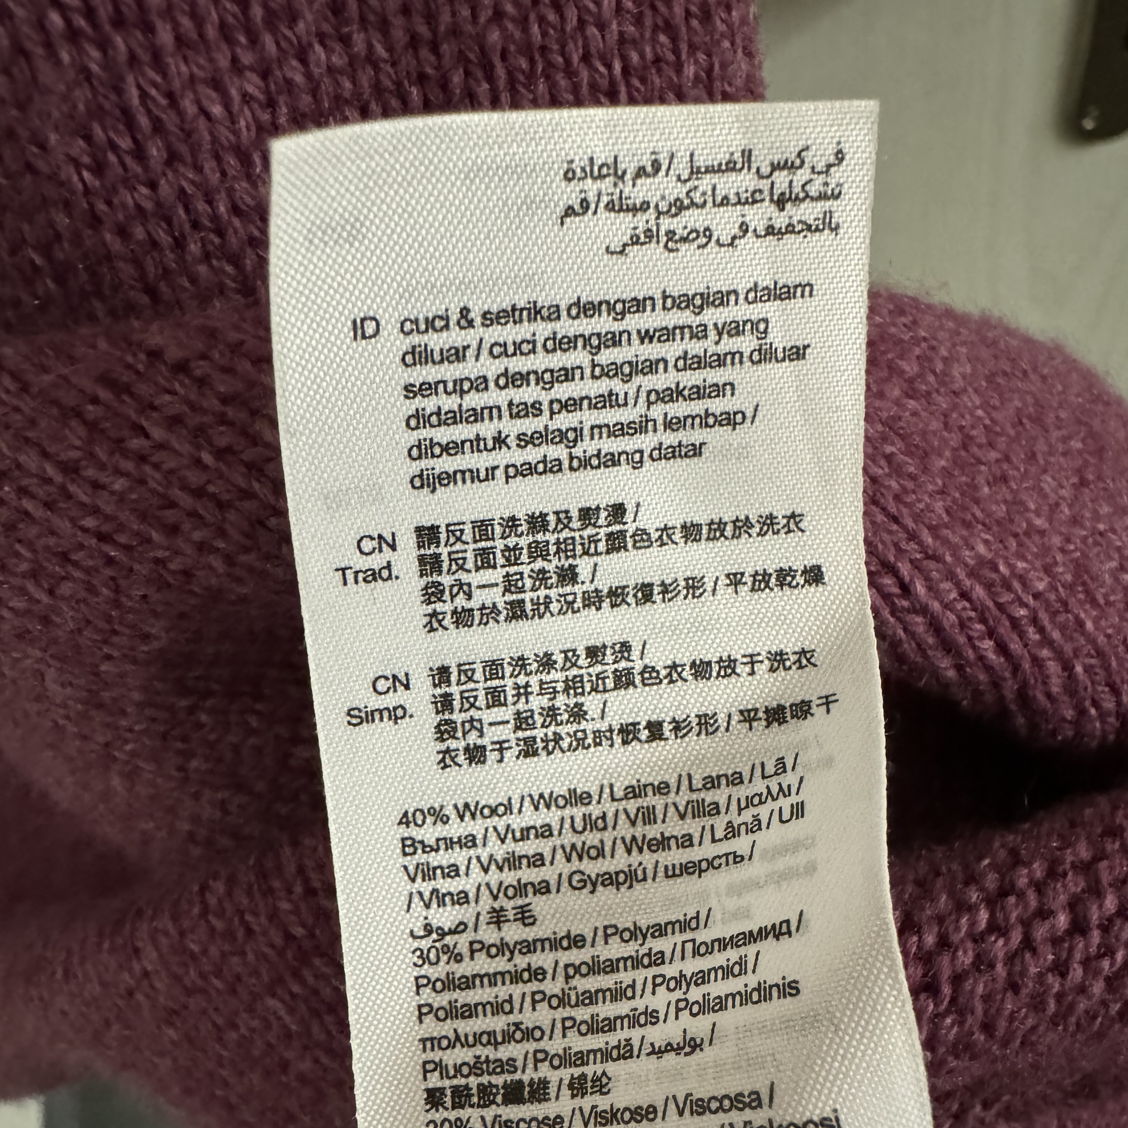 في كيس الغسيل / قم بإعادة
تشكيلها عندما تكون مبتلة / قم
بالتجفيف في وضع أفقي
ID cuci & setrika dengan bagian dalam
diluar / cuci dengan warna yang
serupa dengan bagian dalam diluar
didalam tas penatu / pakaian
dibentuk selagi masih lembap /
dijemur pada bidang datar
CN Trad. 請反面洗滌及熨燙 /
請反面並與相近顏色衣物放於洗衣
袋內一起洗滌. /
衣物於濕狀況時恢復衫形 / 平放乾燥
CN Simp. 请反面洗涤及熨烫 /
请反面并与相近颜色衣物放于洗衣
袋内一起洗涤. /
衣物于湿状况时恢复衫形 / 平摊晾干
40% Wool / Wolle / Laine / Lana / Lã /
Вълна / Vuna / Uld / Vill / Villa / μαλλι /
Vilna / Vvilna / Wol / Wełna / Lână / Ull
/ Vlna / Volna / Gyapjú / шерсть /
صوف / 羊毛
30% Polyamide / Polyamid /
Poliammide / poliamida / Полиамид /
Poliamid / Polüamiid / Polyamidi /
πολυαμίδιο / Poliamīds / Poliamidinis
Pluoštas / Poliamidă / بوليميد /
聚酰胺纖維 / 锦纶
Viscose / Viskose / Viscosa /